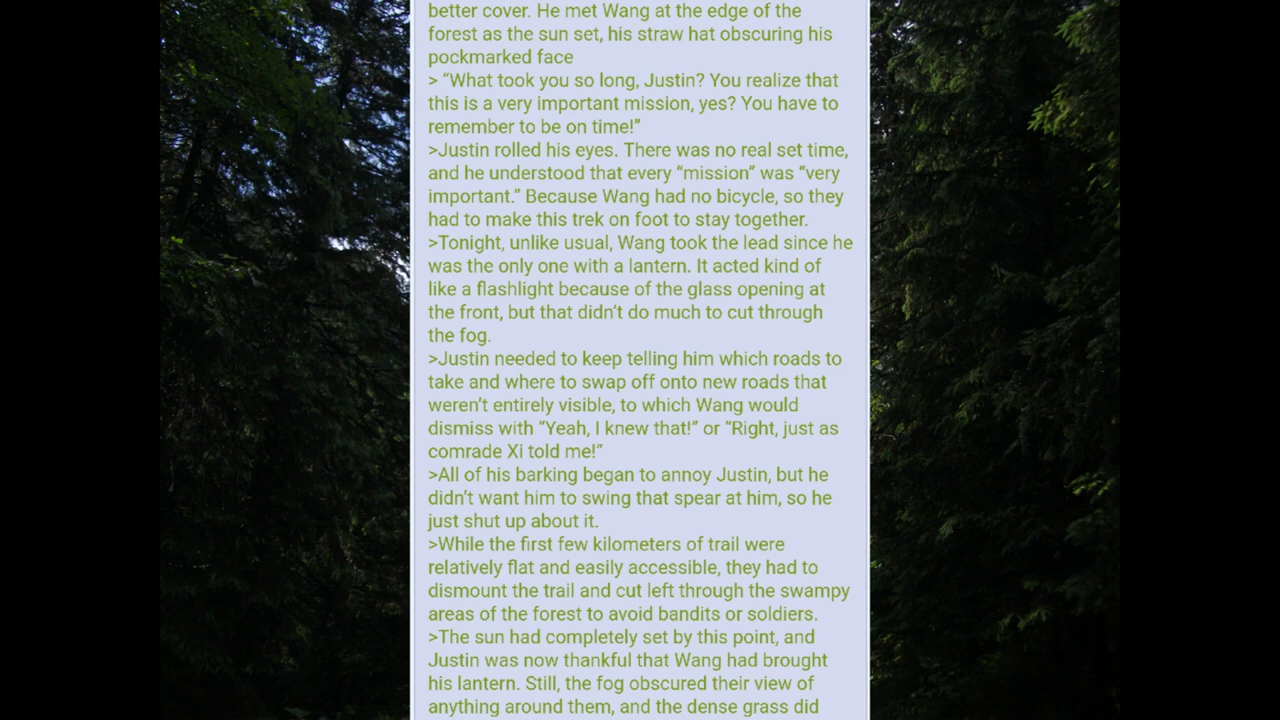 better cover. He met Wang at the edge of the
forest as the sun set, his straw hat obscuring his
pockmarked face
> “What took you so long, Justin? You realize that
this is a very important mission, yes? You have to
remember to be on time!”
>Justin rolled his eyes. There was no real set time,
and he understood that every “mission” was “very
important.” Because Wang had no bicycle, so they
had to make this trek on foot to stay together.
>Tonight, unlike usual, Wang took the lead since he
was the only one with a lantern. It acted kind of
like a flashlight because of the glass opening at
the front, but that didn’t do much to cut through
the fog.
>Justin needed to keep telling him which roads to
take and where to swap off onto new roads that
weren’t entirely visible, to which Wang would
dismiss with “Yeah, I knew that!” or “Right, just as
comrade Xi told me!”
>All of his barking began to annoy Justin, but he
didn’t want him to swing that spear at him, so he
just shut up about it.
>While the first few kilometers of trail were
relatively flat and easily accessible, they had to
dismount the trail and cut left through the swampy
areas of the forest to avoid bandits or soldiers.
>The sun had completely set by this point, and
Justin was now thankful that Wang had brought
his lantern. Still, the fog obscured their view of
anything around them, and the dense grass did